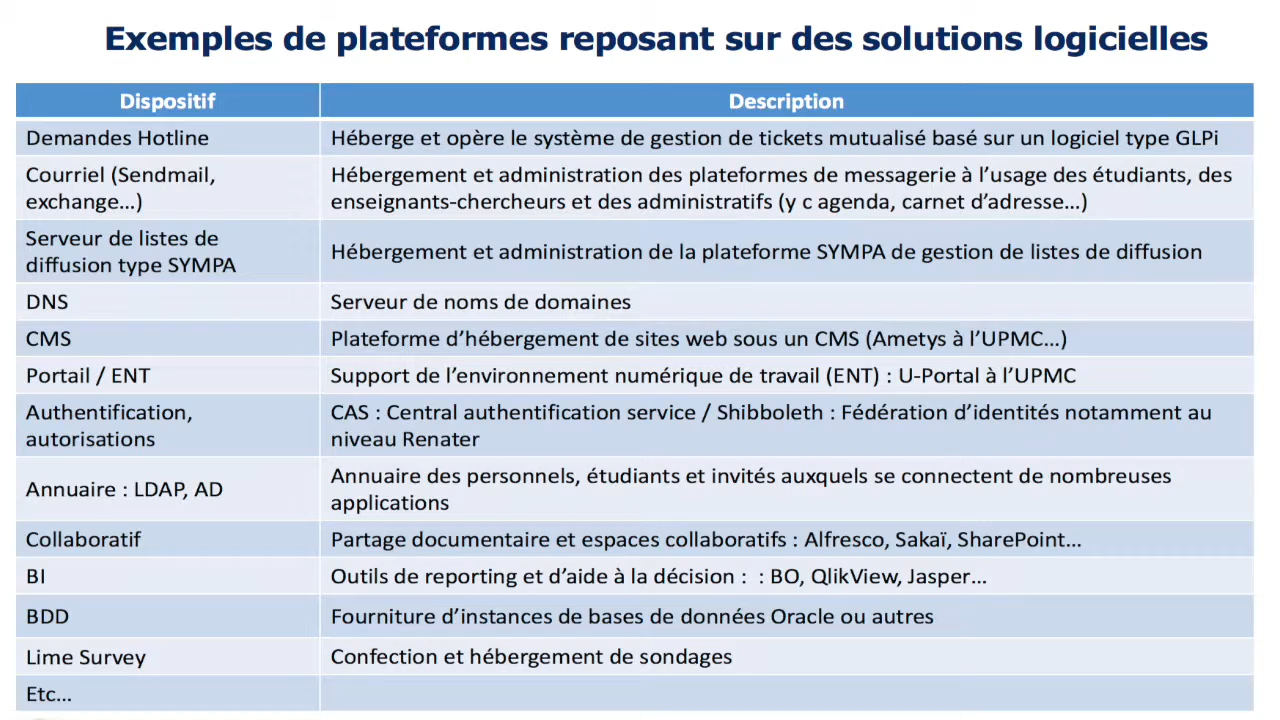 Exemples de plateformes reposant sur des solutions logicielles
Dispositif
Description
Demandes Hotline
Héberge et opère le système de gestion de tickets mutualisé basé sur un logiciel type GLPi
Courriel (Sendmail,
exchange…)
Hébergement et administration des plateformes de messagerie à l’usage des étudiants, des
enseignants-chercheurs et des administratifs (y c agenda, carnet d’adresse…)
Serveur de listes de
diffusion type SYMPA
Hébergement et administration de la plateforme SYMPA de gestion de listes de diffusion
DNS
Serveur de noms de domaines
CMS
Plateforme d’hébergement de sites web sous un CMS (Ametys à l’UPMC…)
Portail / ENT
Support de l’environnement numérique de travail (ENT) : U-Portal à l’UPMC
Authentification,
autorisations
CAS : Central authentification service / Shibboleth : Fédération d’identités notamment au
niveau Renater
Annuaire : LDAP, AD
Annuaire des personnels, étudiants et invités auxquels se connectent de nombreuses
applications
Collaboratif
Partage documentaire et espaces collaboratifs : Alfresco, Sakaï, SharePoint…
BI
Outils de reporting et d’aide à la décision : : BO, QlikView, Jasper…
BDD
Fourniture d’instances de bases de données Oracle ou autres
Lime Survey
Confection et hébergement de sondages
Etc…